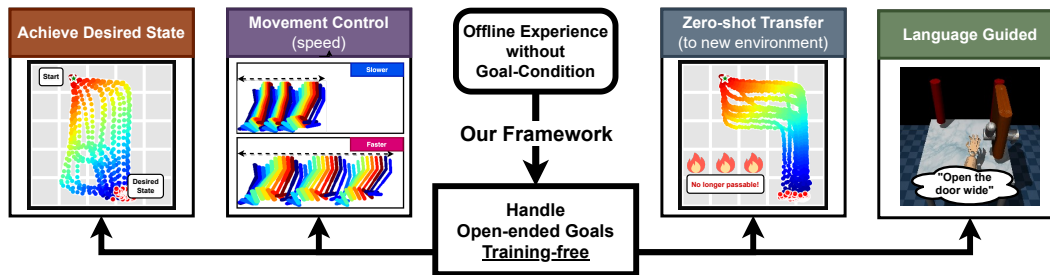 Achieve Desired State
Start
Desired
State
Movement Control
(speed)
Slower
Faster
Offline Experience
without
Goal-Condition
Our Framework
Handle
Open-ended Goals
Training-free
Zero-shot Transfer
(to new environment)
No longer passable!
Language Guided
"Open the
door wide"